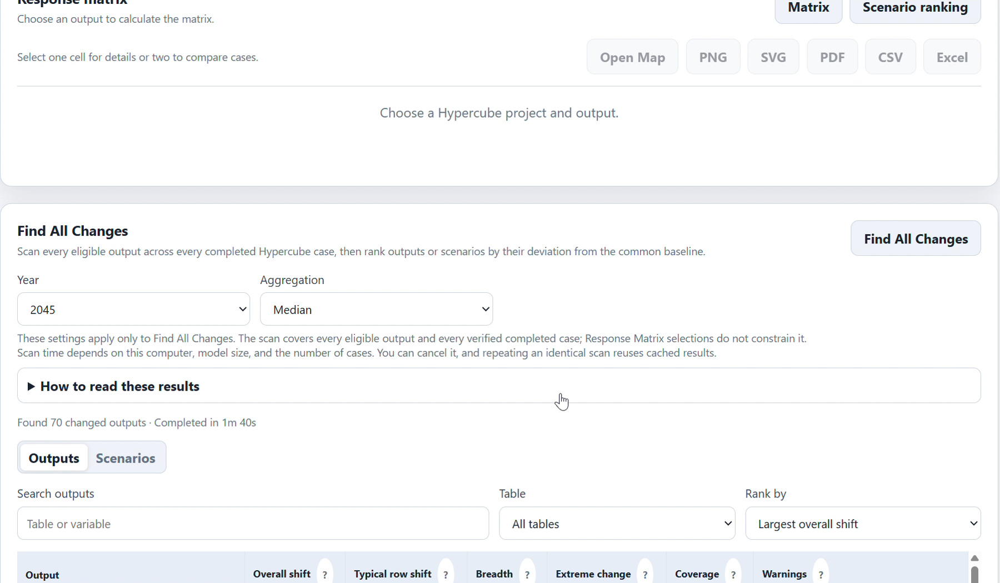 Response matrix
Matrix
Scenario ranking
Choose an output to calculate the matrix.
Select one cell for details or two to compare cases.
Open Map
PNG
SVG
PDF
CSV
Excel
Choose a Hypercube project and output.
Find All Changes
Find All Changes
Scan every eligible output across every completed Hypercube case, then rank outputs or scenarios by their deviation from the common baseline.
Year
Aggregation
2045
Median
These settings apply only to Find All Changes. The scan covers every eligible output and every verified completed case; Response Matrix selections do not constrain it.
Scan time depends on this computer, model size, and the number of cases. You can cancel it, and repeating an identical scan reuses cached results.
▶ How to read these results
Found 70 changed outputs · Completed in 1m 40s
Outputs
Scenarios
Search outputs
Table
Rank by
Table or variable
All tables
Largest overall shift
Output
Overall shift ?
Typical row shift ?
Breadth ?
Extreme change ?
Coverage ?
Warnings ?